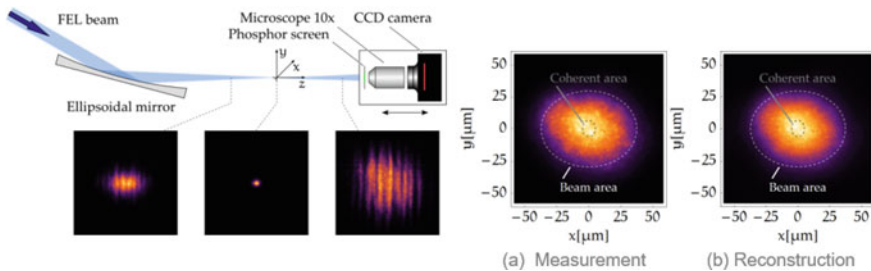 FEL beam
Microscope 10x
CCD camera
Phosphor screen
y
x
z
Ellipsoidal mirror
y[μm]
50
25
0
−25
−50
Coherent area
Beam area
−50 −25 0 25 50
x[μm]
(a) Measurement
y[μm]
50
25
0
−25
−50
Coherent area
Beam area
−50 −25 0 25 50
x[μm]
(b) Reconstruction